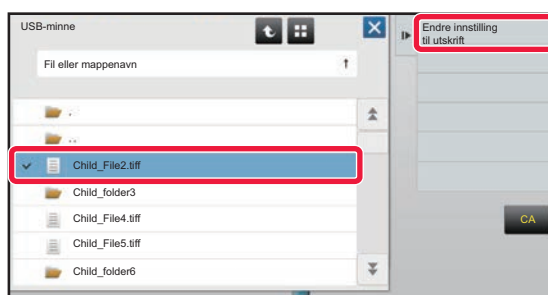 USB-minne
Fil eller mappenavn
.
..
Child_File2.tiff
Child_folder3
Child_File4.tiff
Child_File5.tiff
Child_folder6
Endre innstilling
til utskrift
CA